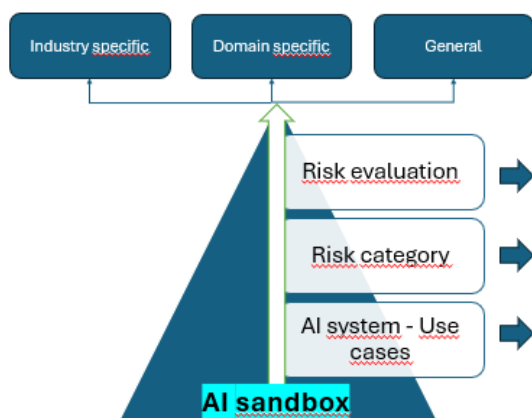 Industry specific
Domain specific
General
Risk evaluation
Risk category
AI system - Use
cases
AI sandbox